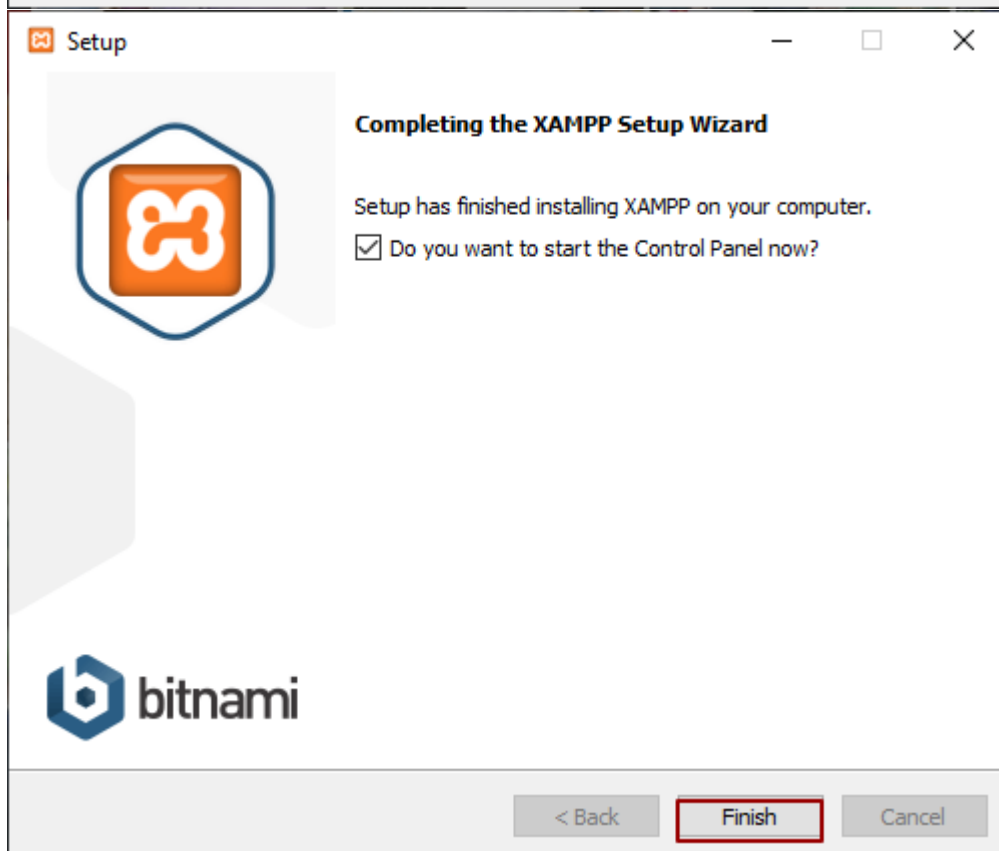 Setup
Completing the XAMPP Setup Wizard
Setup has finished installing XAMPP on your computer.
Do you want to start the Control Panel now?
bitnami
< Back
Finish
Cancel